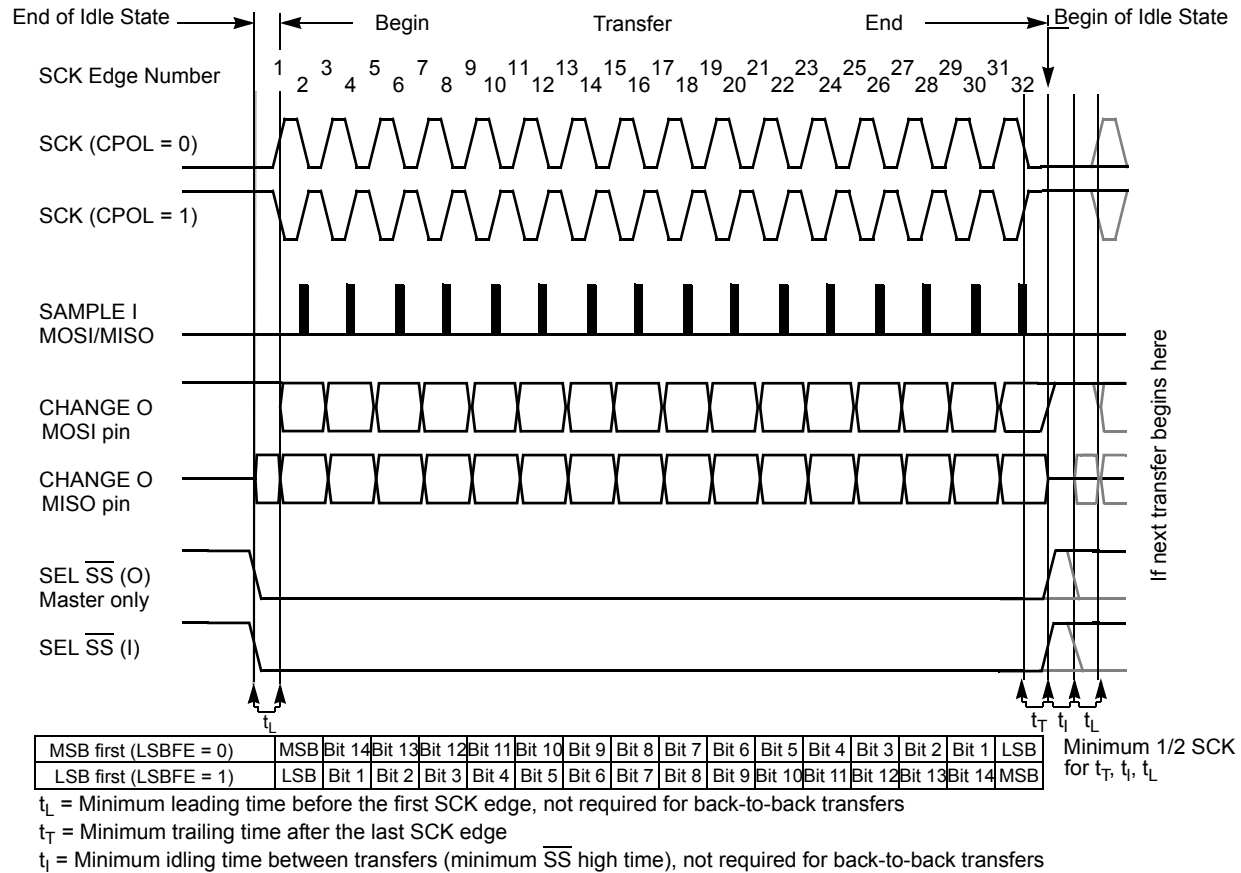 End of Idle State
Begin
Transfer
End
Begin of Idle State
SCK Edge Number
1 2 3 4 5 6 7 8 9 10 11 12 13 14 15 16 17 18 19 20 21 22 23 24 25 26 27 28 29 30 31 32
SCK (CPOL = 0)
SCK (CPOL = 1)
SAMPLE I
MOSI/MISO
CHANGE O
MOSI pin
CHANGE O
MISO pin
SEL SS (O)
Master only
SEL SS (I)
If next transfer begins here
tL
tT tI tL
MSB first (LSBFE = 0) MSB Bit 14 Bit 13 Bit 12 Bit 11 Bit 10 Bit 9 Bit 8 Bit 7 Bit 6 Bit 5 Bit 4 Bit 3 Bit 2 Bit 1 LSB
LSB first (LSBFE = 1) LSB Bit 1 Bit 2 Bit 3 Bit 4 Bit 5 Bit 6 Bit 7 Bit 8 Bit 9 Bit 10 Bit 11 Bit 12 Bit 13 Bit 14 MSB
Minimum 1/2 SCK
for tT, tI, tL
tL = Minimum leading time before the first SCK edge, not required for back-to-back transfers
tT = Minimum trailing time after the last SCK edge
tI = Minimum idling time between transfers (minimum SS high time), not required for back-to-back transfers